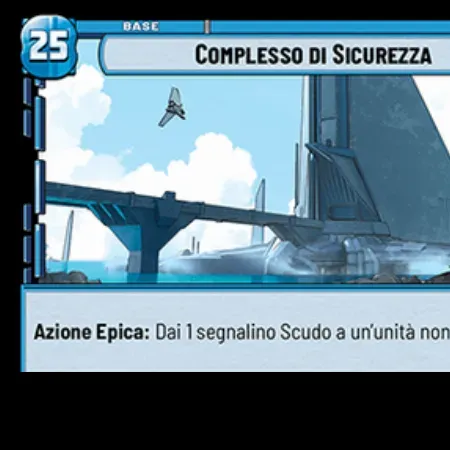 BASE
25
COMPLESSO DI SICUREZZA
Azione Epica: Dai 1 segnalino Scudo a un'unità non